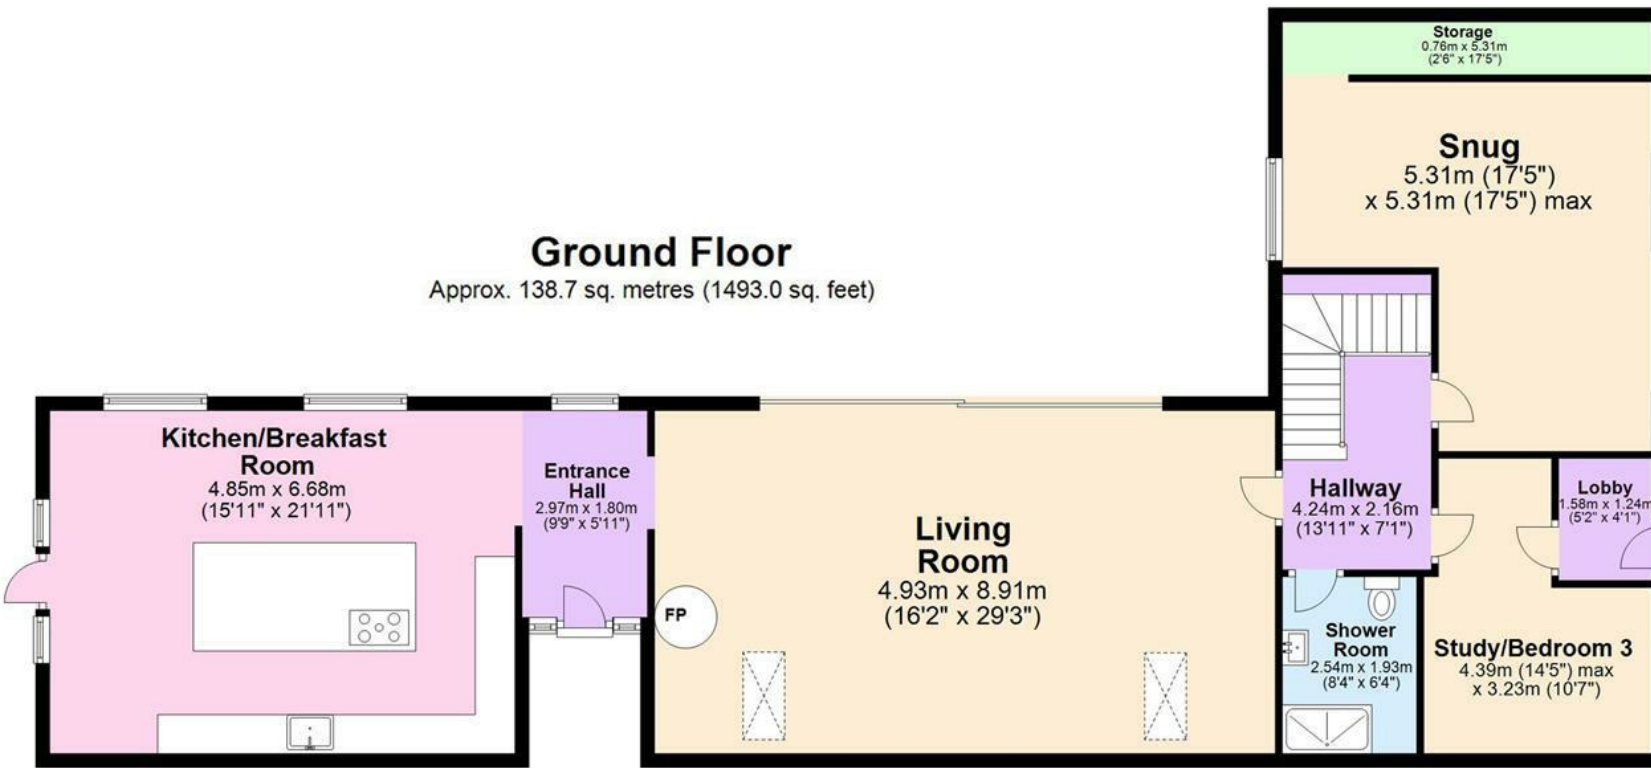 Storage
0.76m x 5.31m
(2'6" x 17'5")
Snug
5.31m (17'5")
x 5.31m (17'5") max
Ground Floor
Approx. 138.7 sq. metres (1493.0 sq. feet)
Kitchen/Breakfast
Room
4.85m x 6.68m
(15'11" x 21'11")
Entrance
Hall
2.97m x 1.80m
(9'9" x 5'11")
Living
Room
4.93m x 8.91m
(16'2" x 29'3")
FP
Hallway
4.24m x 2.16m
(13'11" x 7'1")
Lobby
1.58m x 1.24m
(5'2" x 4'1")
Shower
Room
2.54m x 1.93m
(8'4" x 6'4")
Study/Bedroom 3
4.39m (14'5") max
x 3.23m (10'7")